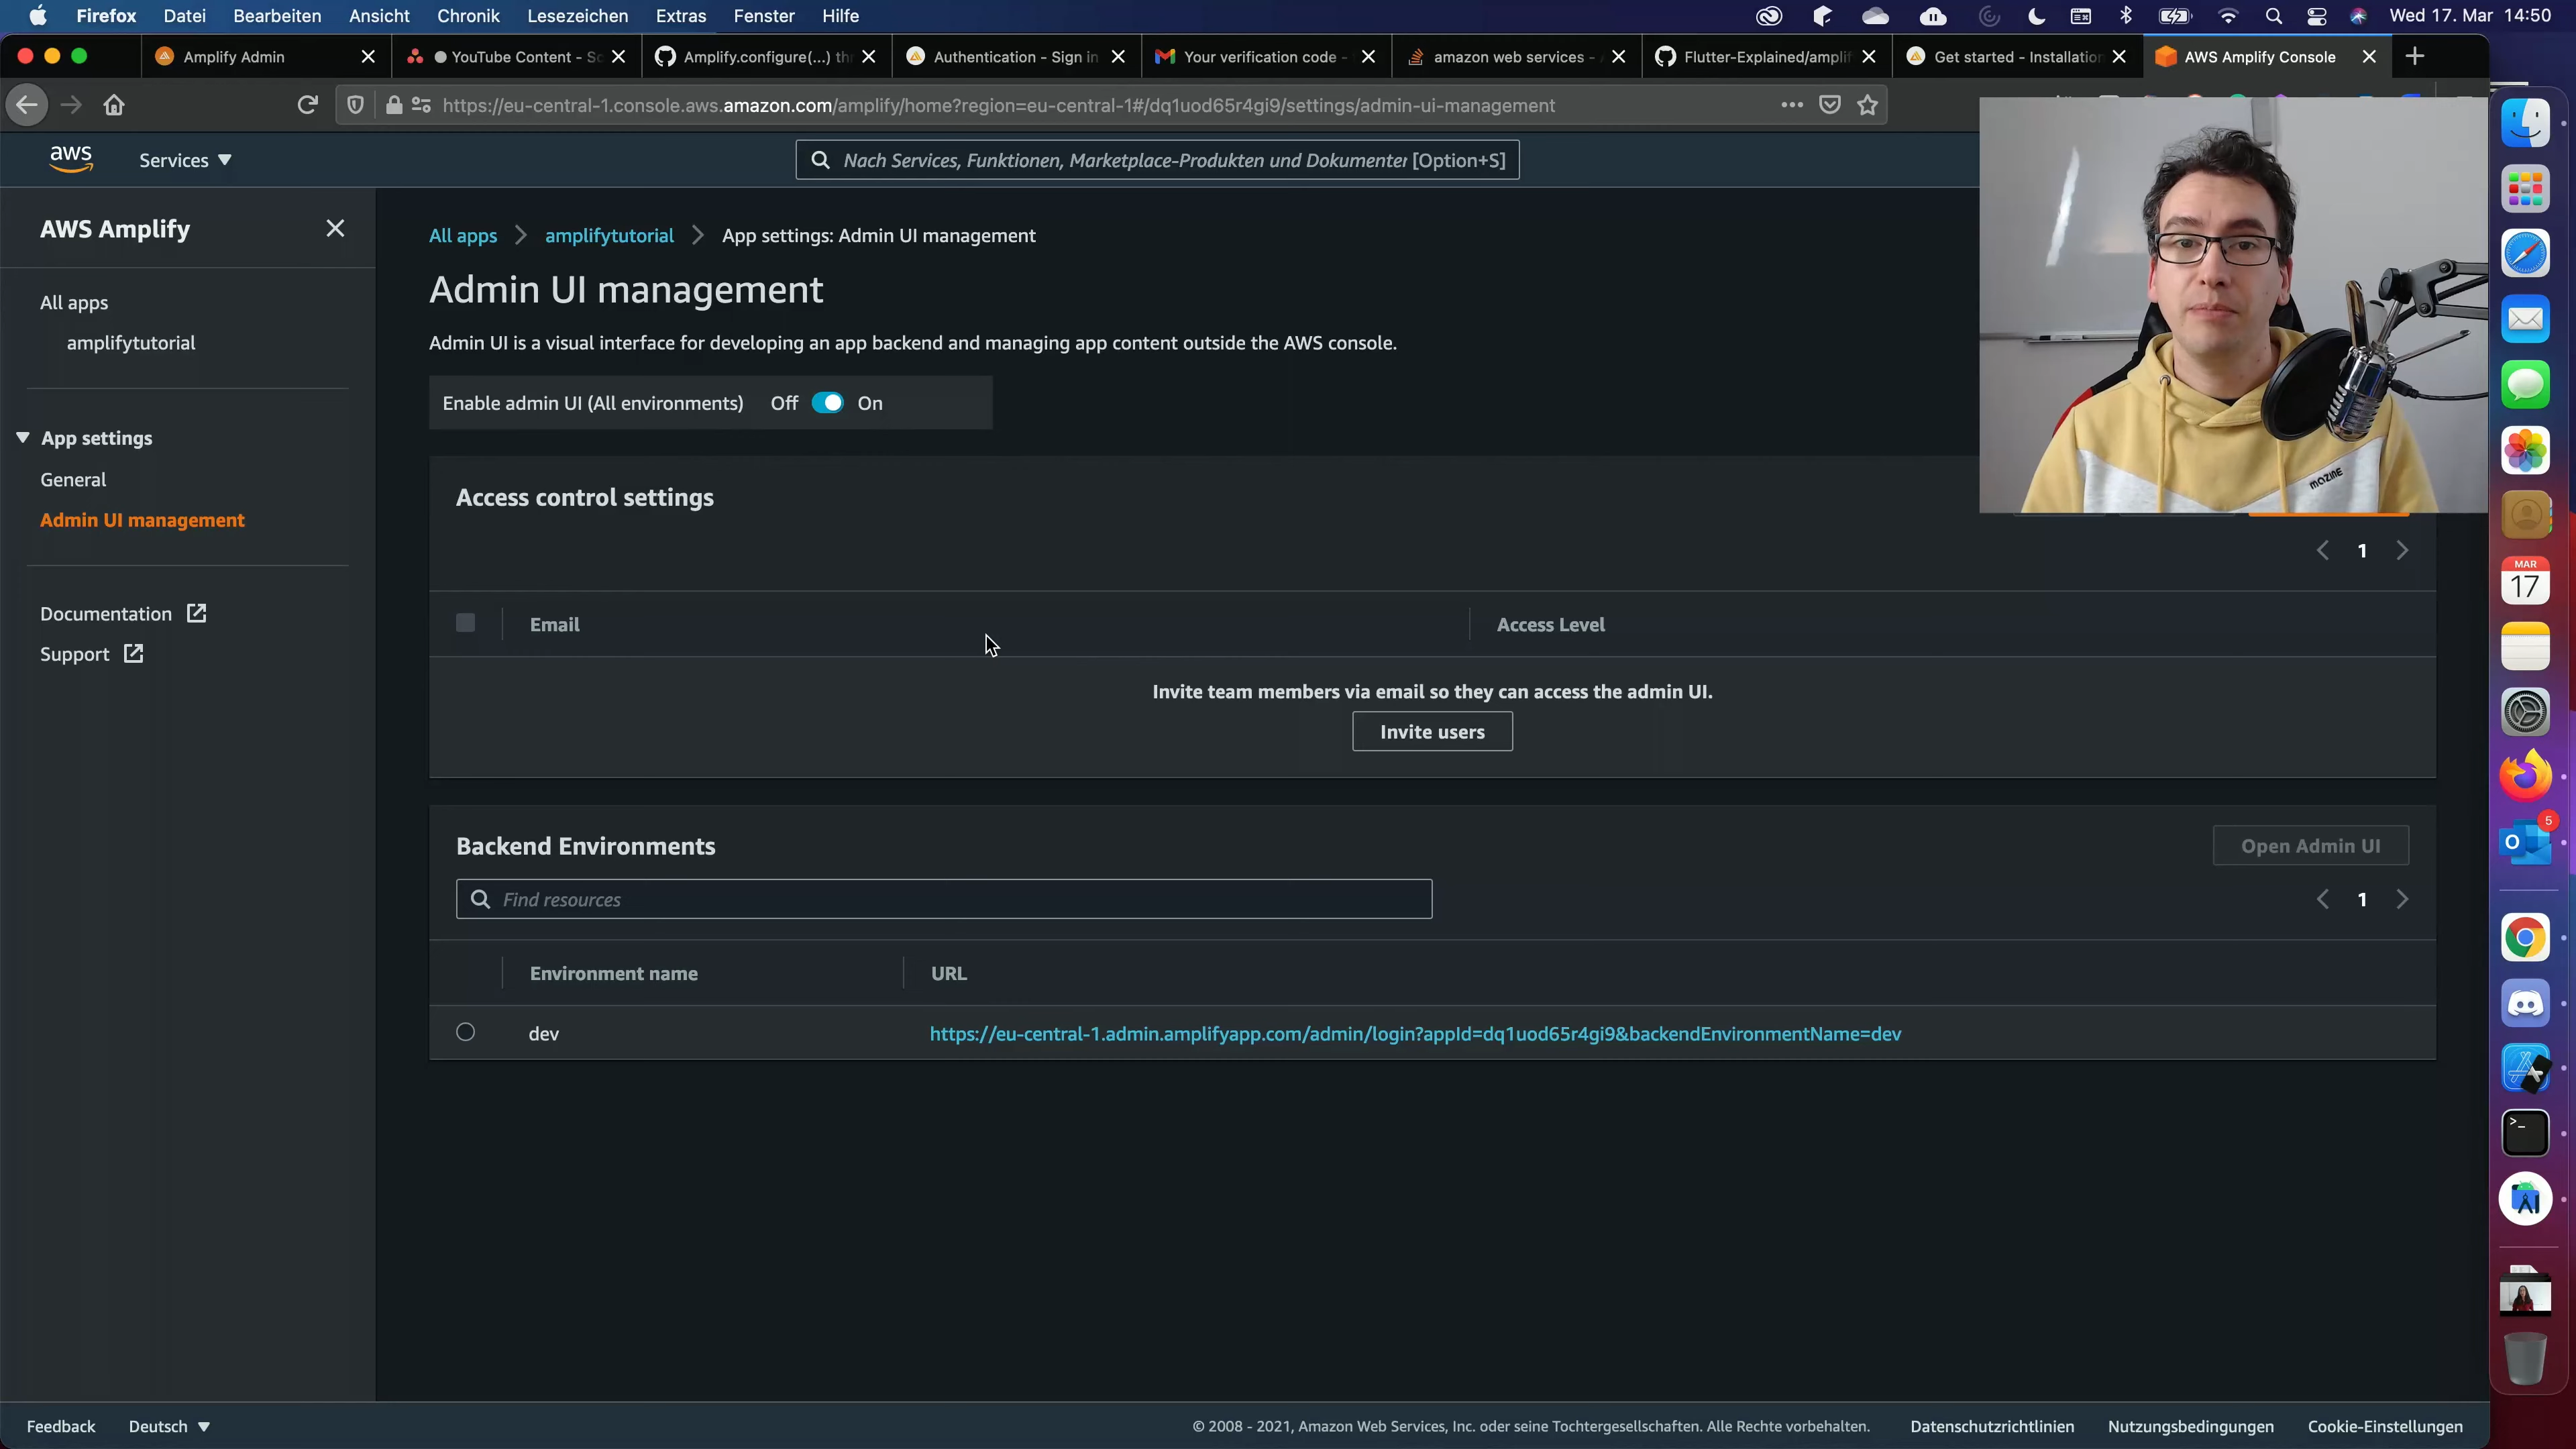 Firefox Datei Bearbeiten Ansicht Chronik Lesezeichen Extras Fenster Hilfe Wed 17. Mar 14:50
Amplify Admin YouTube Content - Sc Amplify.configure(...) thr Authentication - Sign in Your verification code - amazon web services - Flutter-Explained/amplif Get started - Installation AWS Amplify Console
https://eu-central-1.console.aws.amazon.com/amplify/home?region=eu-central-1#/dq1uod65r4gi9/settings/admin-ui-management
aws Services Nach Services, Funktionen, Marketplace-Produkten und Dokumenter [Option+S]
AWS Amplify
All apps
amplifytutorial
App settings
General
Admin UI management
Documentation
Support
All apps amplifytutorial App settings: Admin UI management
Admin UI management
Admin UI is a visual interface for developing an app backend and managing app content outside the AWS console.
Enable admin UI (All environments) Off On
Access control settings
1
Email Access Level
Invite team members via email so they can access the admin UI.
Invite users
Backend Environments Open Admin UI
Find resources 1
Environment name URL
dev https://eu-central-1.admin.amplifyapp.com/admin/login?appId=dq1uod65r4gi9&backendEnvironmentName=dev
mazine
MAR
17
5
Feedback Deutsch © 2008 - 2021, Amazon Web Services, Inc. oder seine Tochtergesellschaften. Alle Rechte vorbehalten. Datenschutzrichtlinien Nutzungsbedingungen Cookie-Einstellungen